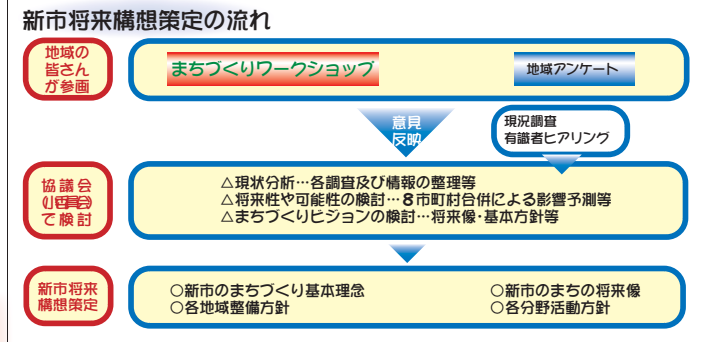 新市将来構想策定の流れ
地域の
皆さん
が参画
まちづくりワークショップ
地域アンケート
意見
反映
現況調査
有識者ヒアリング
協議会
(小委員会)
で検討
△現状分析…各調査及び情報の整理等
△将来性や可能性の検討…8市町村合併による影響予測等
△まちづくりビジョンの検討…将来像・基本方針等
新市将来
構想策定
○新市のまちづくり基本理念
○新市のまちの将来像
○各地域整備方針
○各分野活動方針